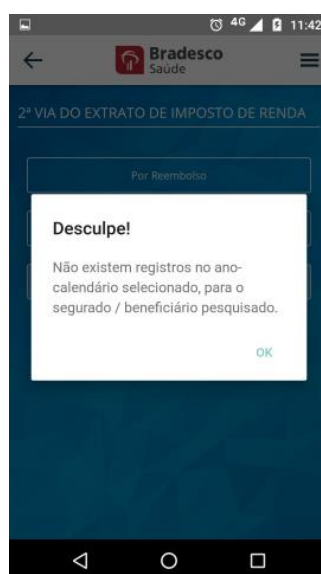 4G 11:42
Bradesco
Saúde
2ª VIA DO EXTRATO DE IMPOSTO DE RENDA
Por Reembolso
Desculpe!
Não existem registros no ano-
calendário selecionado, para o
segurado / beneficiário pesquisado.
OK